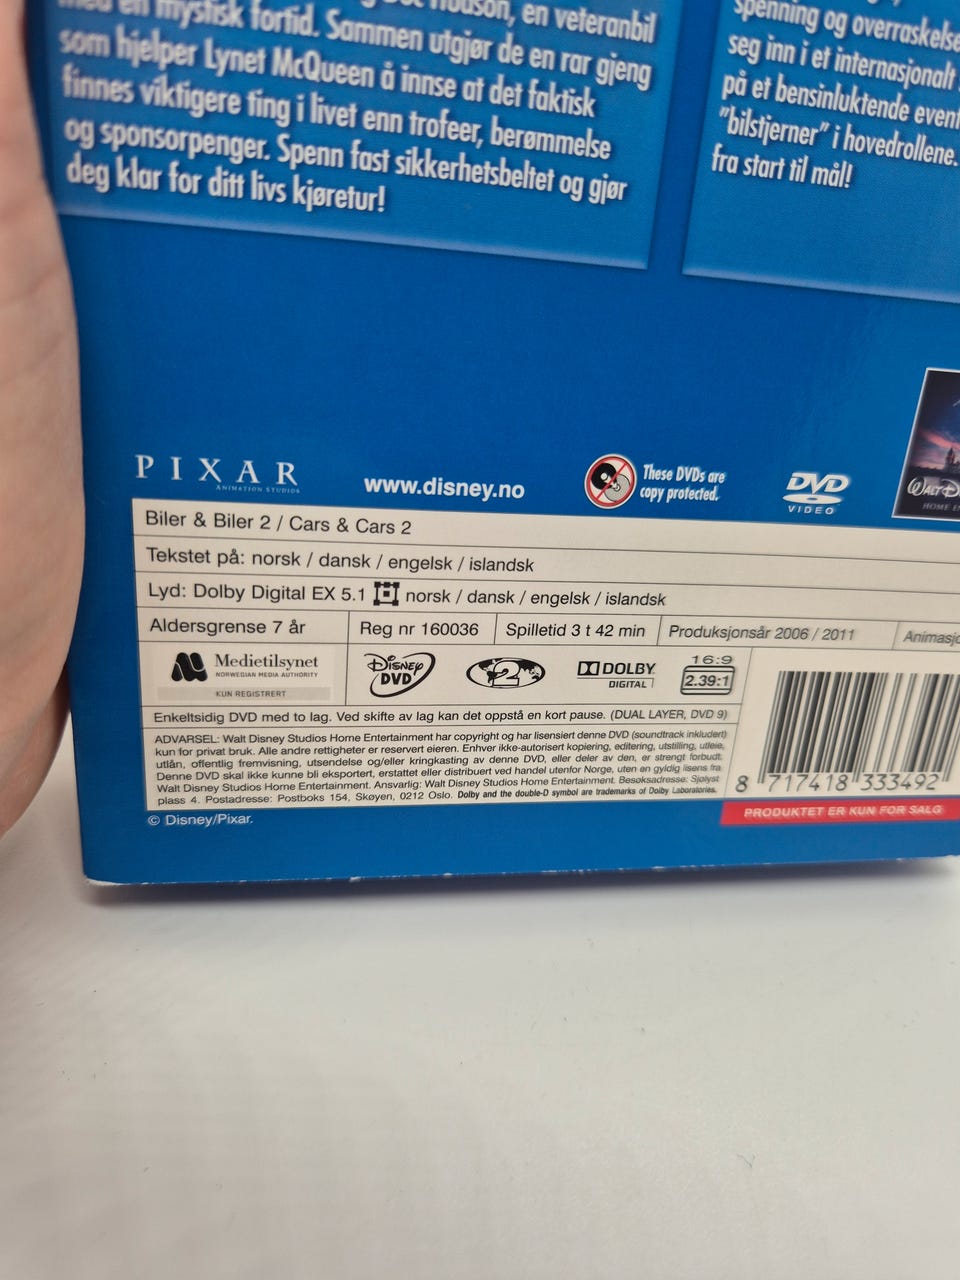 en mystisk fortid. Sammen utgjør de en rar gjeng
som hjelper Lynet McQueen å innse at det faktisk
finnes viktigere ting i livet enn trofeer, berømmelse
og sponsorpenger. Spenn fast sikkerhetsbeltet og gjør
deg klar for ditt livs kjøretur!
spenning og overraskelse
seg inn i et internasjonalt
på et bensinluktende event
"bilstjerner" i hovedrollene.
fra start til mål!
PIXAR
ANIMATION STUDIOS
www.disney.no
These DVDs are
copy protected.
DVD
VIDEO
WALT D
HOME E
Biler & Biler 2 / Cars & Cars 2
Tekstet på: norsk / dansk / engelsk / islandsk
Lyd: Dolby Digital EX 5.1 norsk / dansk / engelsk / islandsk
Aldersgrense 7 år Reg nr 160036 Spilletid 3 t 42 min Produksjonsår 2006 / 2011 Animasjo
Medietilsynet
NORWEGIAN MEDIA AUTHORITY
KUN REGISTRERT
DISNEY
DVD
2
DOLBY
DIGITAL
16:9
2.39:1
Enkeltsidig DVD med to lag. Ved skifte av lag kan det oppstå en kort pause. (DUAL LAYER, DVD 9)
ADVARSEL: Walt Disney Studios Home Entertainment har copyright og har lisensiert denne DVD (soundtrack inkludert)
kun for privat bruk. Alle andre rettigheter er reservert eieren. Enhver ikke-autorisert kopiering, editering, utstilling, utleie,
utlån, offentlig fremvisning, utsendelse og/eller kringkasting av denne DVD, eller deler av den, er strengt forbudt.
Denne DVD skal ikke kunne bli eksportert, erstattet eller distribuert ved handel utenfor Norge, uten en gyldig lisens fra
Walt Disney Studios Home Entertainment. Ansvarlig: Walt Disney Studios Home Entertainment. Besøksadresse: Sjølyst
plass 4. Postadresse: Postboks 154, Skøyen, 0212 Oslo. Dolby and the double-D symbol are trademarks of Dolby Laboratories.
8 717418 333492
PRODUKTET ER KUN FOR SALG
© Disney/Pixar.